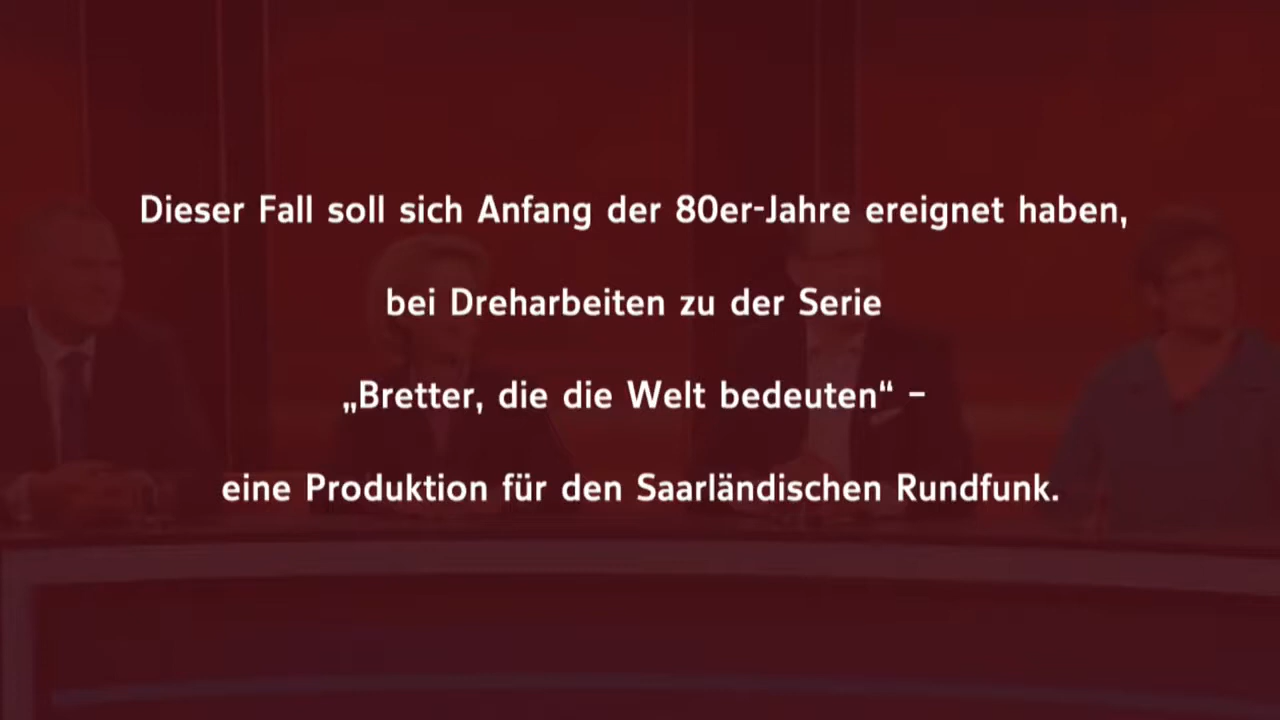 Dieser Fall soll sich Anfang der 80er-Jahre ereignet haben,
bei Dreharbeiten zu der Serie
„Bretter, die die Welt bedeuten“ –
eine Produktion für den Saarländischen Rundfunk.